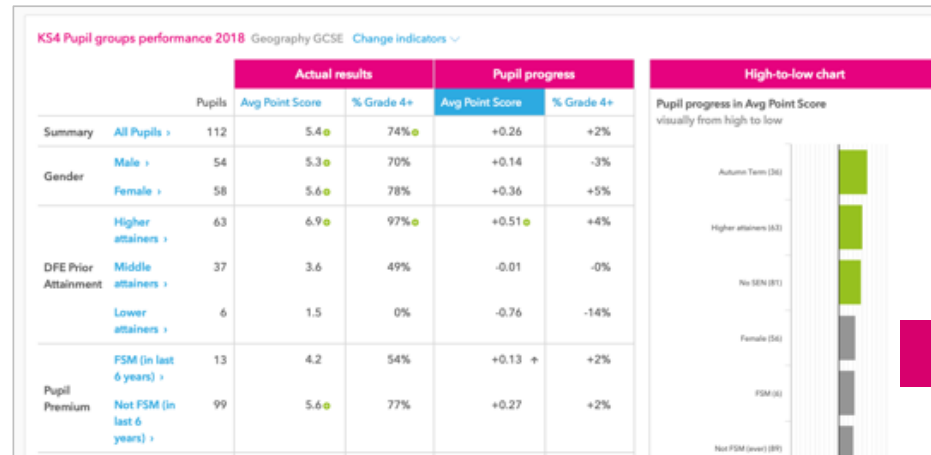 KS4 Pupil groups performance 2018 Geography GCSE Change indicators
Actual results Pupil progress High-to-low chart
Pupils Avg Point Score % Grade 4+ Avg Point Score % Grade 4+
Pupil progress in Avg Point Score
visually from high to low
Summary All Pupils › 112 5.4 74% +0.26 +2%
Gender
Male › 54 5.3 70% +0.14 -3%
Female › 58 5.6 78% +0.36 +5%
DFE Prior
Attainment
Higher
attainers › 63 6.9 97% +0.51 +4%
Middle
attainers › 37 3.6 49% -0.01 -0%
Lower
attainers › 6 1.5 0% -0.76 -14%
Pupil
Premium
FSM (in last
6 years) › 13 4.2 54% +0.13 ↑ +2%
Not FSM (in
last 6
years) › 99 5.6 77% +0.27 +2%
Autumn Term (36)
Higher attainers (63)
No SEN (81)
Female (56)
FSM (6)
Not FSM (ever) (89)